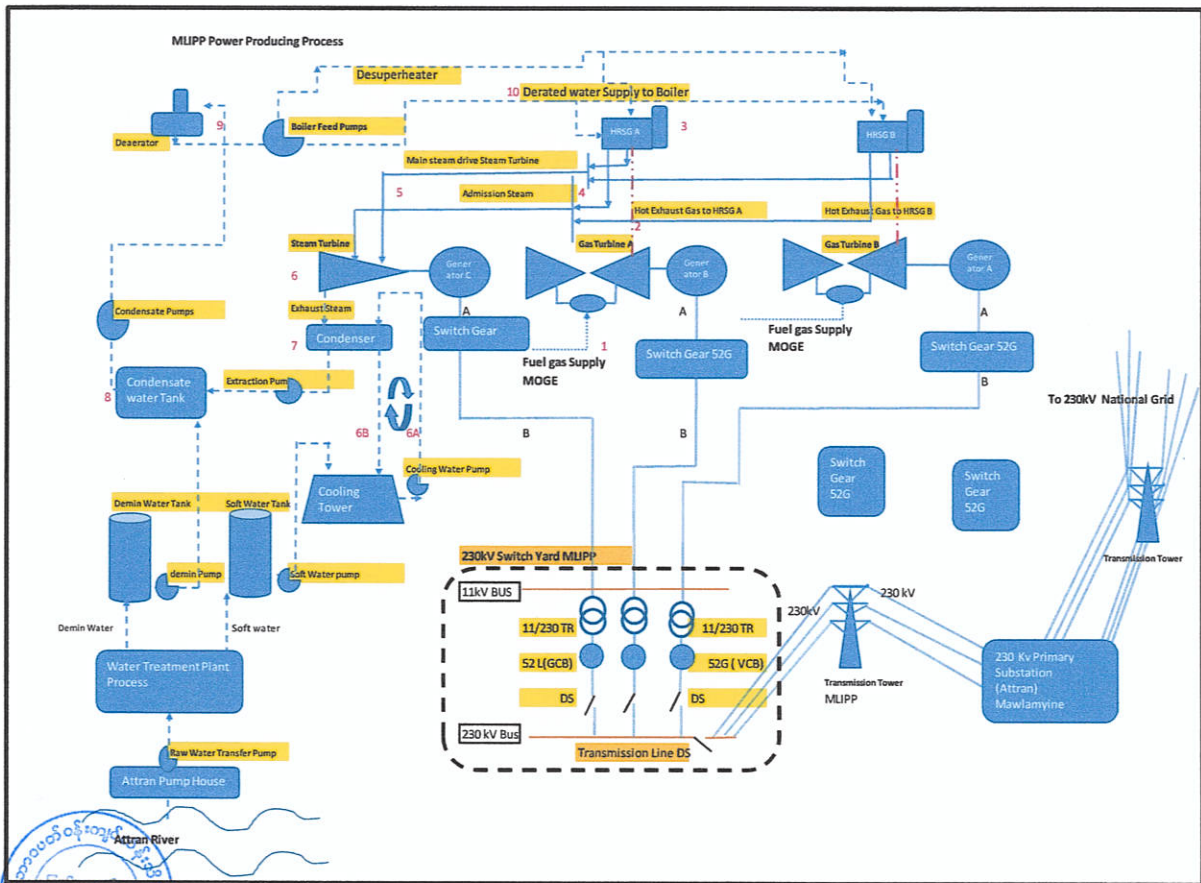 MLIPP Power Producing Process
Desuperheater
10 Derated water Supply to Boiler
9
Boiler Feed Pumps
Deaerator
HRSG A
3
HRSG B
Main steam drive Steam Turbine
5
4
Admission Steam
Hot Exhaust Gas to HRSG A
Hot Exhaust Gas to HRSG B
2
Steam Turbine
Gas Turbine A
Gas Turbine B
6
Gener
ator C
Gener
ator B
Gener
ator A
Condensate Pumps
Exhaust Steam
A
A
A
7
Condenser
Switch Gear
Fuel gas Supply
MOGE
1
Switch Gear 52G
Fuel gas Supply
MOGE
Switch Gear 52G
8
Condensate
water Tank
Extraction Pump
B
To 230kV National Grid
6B
6A
B
B
Cooling Water Pump
Switch
Gear
52G
Switch
Gear
52G
Demin Water Tank
Soft Water Tank
Cooling
Tower
Transmission Tower
230kV Switch Yard MLIPP
demin Pump
Soft Water pump
11kV BUS
230kV
230 kV
Demin Water
Soft water
11/230 TR
11/230 TR
Water Treatment Plant
Process
52 L(GCB)
52G ( VCB)
Transmission Tower
MLIPP
230 Kv Primary
Substation
(Attran)
Mawlamyine
DS
DS
230 kV Bus
Transmission Line DS
Raw Water Transfer Pump
Attran Pump House
Attran River